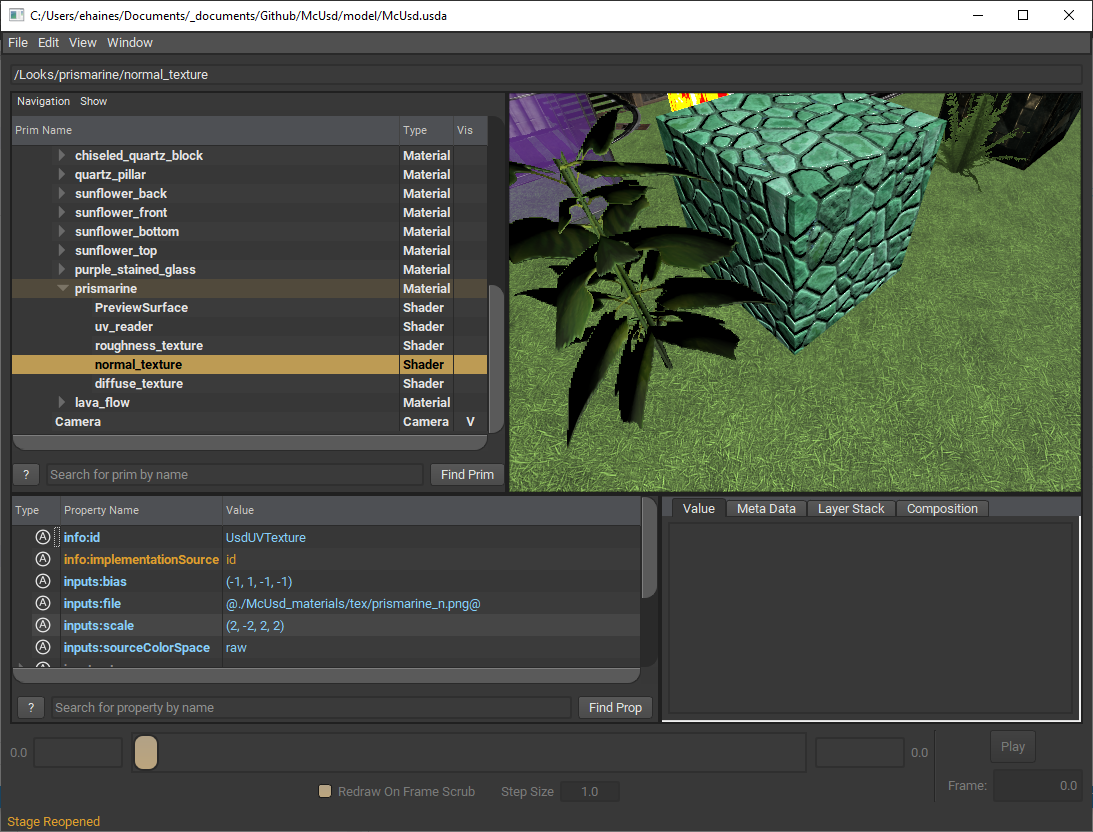 C:/Users/ehaines/Documents/_documents/Github/McUsd/model/McUsd.usda
File Edit View Window
/Looks/prismarine/normal_texture
Navigation Show
Prim Name Type Vis
chiseled_quartz_block Material
quartz_pillar Material
sunflower_back Material
sunflower_front Material
sunflower_bottom Material
sunflower_top Material
purple_stained_glass Material
prismarine Material
PreviewSurface Shader
uv_reader Shader
roughness_texture Shader
normal_texture Shader
diffuse_texture Shader
lava_flow Material
Camera Camera V
? Search for prim by name Find Prim
Type Property Name Value
A info:id UsdUVTexture
A info:implementationSource id
A inputs:bias (-1, 1, -1, -1)
A inputs:file @./McUsd_materials/tex/prismarine_n.png@
A inputs:scale (2, -2, 2, 2)
A inputs:sourceColorSpace raw
? Search for property by name Find Prop
Value Meta Data Layer Stack Composition
0.0 0.0 Play
Redraw On Frame Scrub Step Size 1.0 Frame: 0.0
Stage Reopened